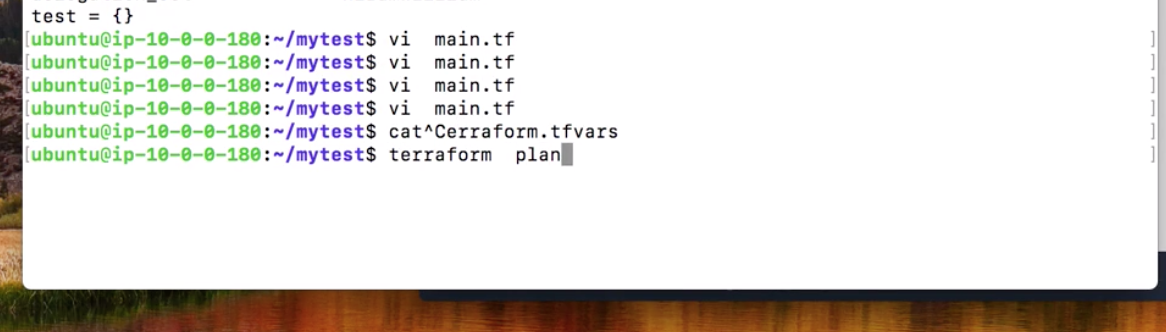 test = {}
[ubuntu@ip-10-0-0-180:~/mytest$ vi  main.tf ]
[ubuntu@ip-10-0-0-180:~/mytest$ vi  main.tf ]
[ubuntu@ip-10-0-0-180:~/mytest$ vi  main.tf ]
[ubuntu@ip-10-0-0-180:~/mytest$ vi  main.tf ]
[ubuntu@ip-10-0-0-180:~/mytest$ cat^Cerraform.tfvars ]
[ubuntu@ip-10-0-0-180:~/mytest$ terraform  plan ]